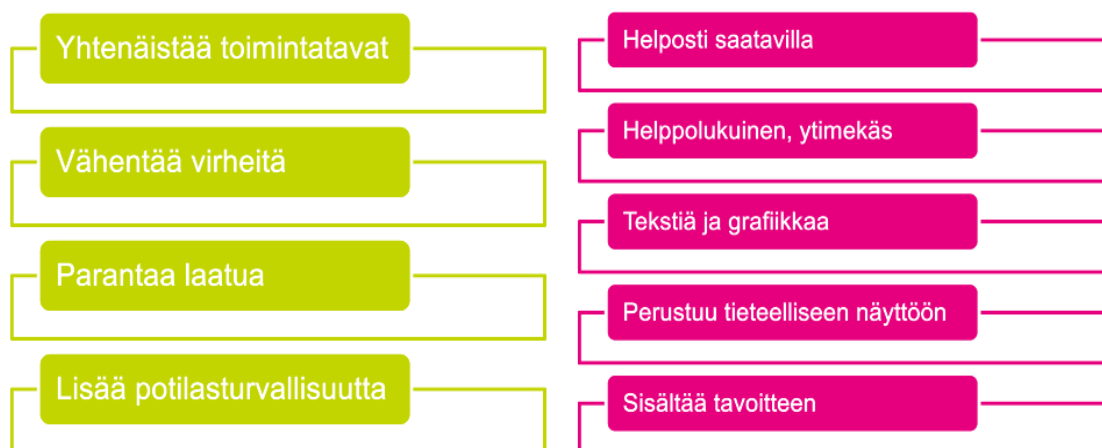 Yhtenäistää toimintatavat
Vähentää virheitä
Parantaa laatua
Lisää potilasturvallisuutta
Helposti saatavilla
Helppolukuinen, ytimekäs
Tekstiä ja grafiikkaa
Perustuu tieteelliseen näyttöön
Sisältää tavoitteen